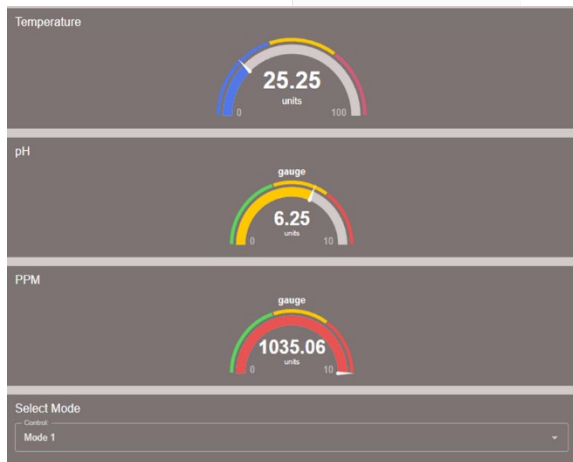 Temperature
25.25
units
0 100
pH
gauge
6.25
units
0 10
PPM
gauge
1035.06
units
0 10
Select Mode
Control
Mode 1